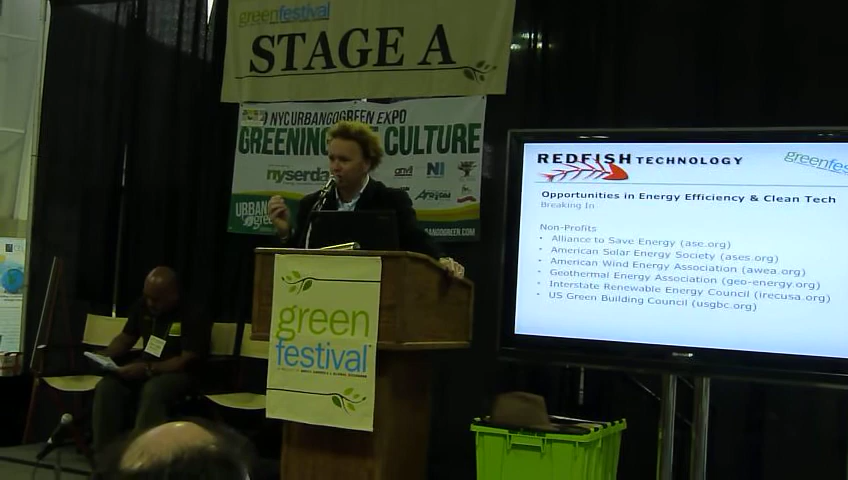 greenfestival
STAGE A
NYCURBANGOGREEN EXPO
GREENING CULTURE
nyserda
URBAN
NI
REDFISH TECHNOLOGY
greenfes
Opportunities in Energy Efficiency & Clean Tech
Breaking In
Non-Profits
• Alliance to Save Energy (ase.org)
• American Solar Energy Society (ases.org)
• American Wind Energy Association (awea.org)
• Geothermal Energy Association (geo-energy.org)
• Interstate Renewable Energy Council (irecusa.org)
• US Green Building Council (usgbc.org)
green
festival